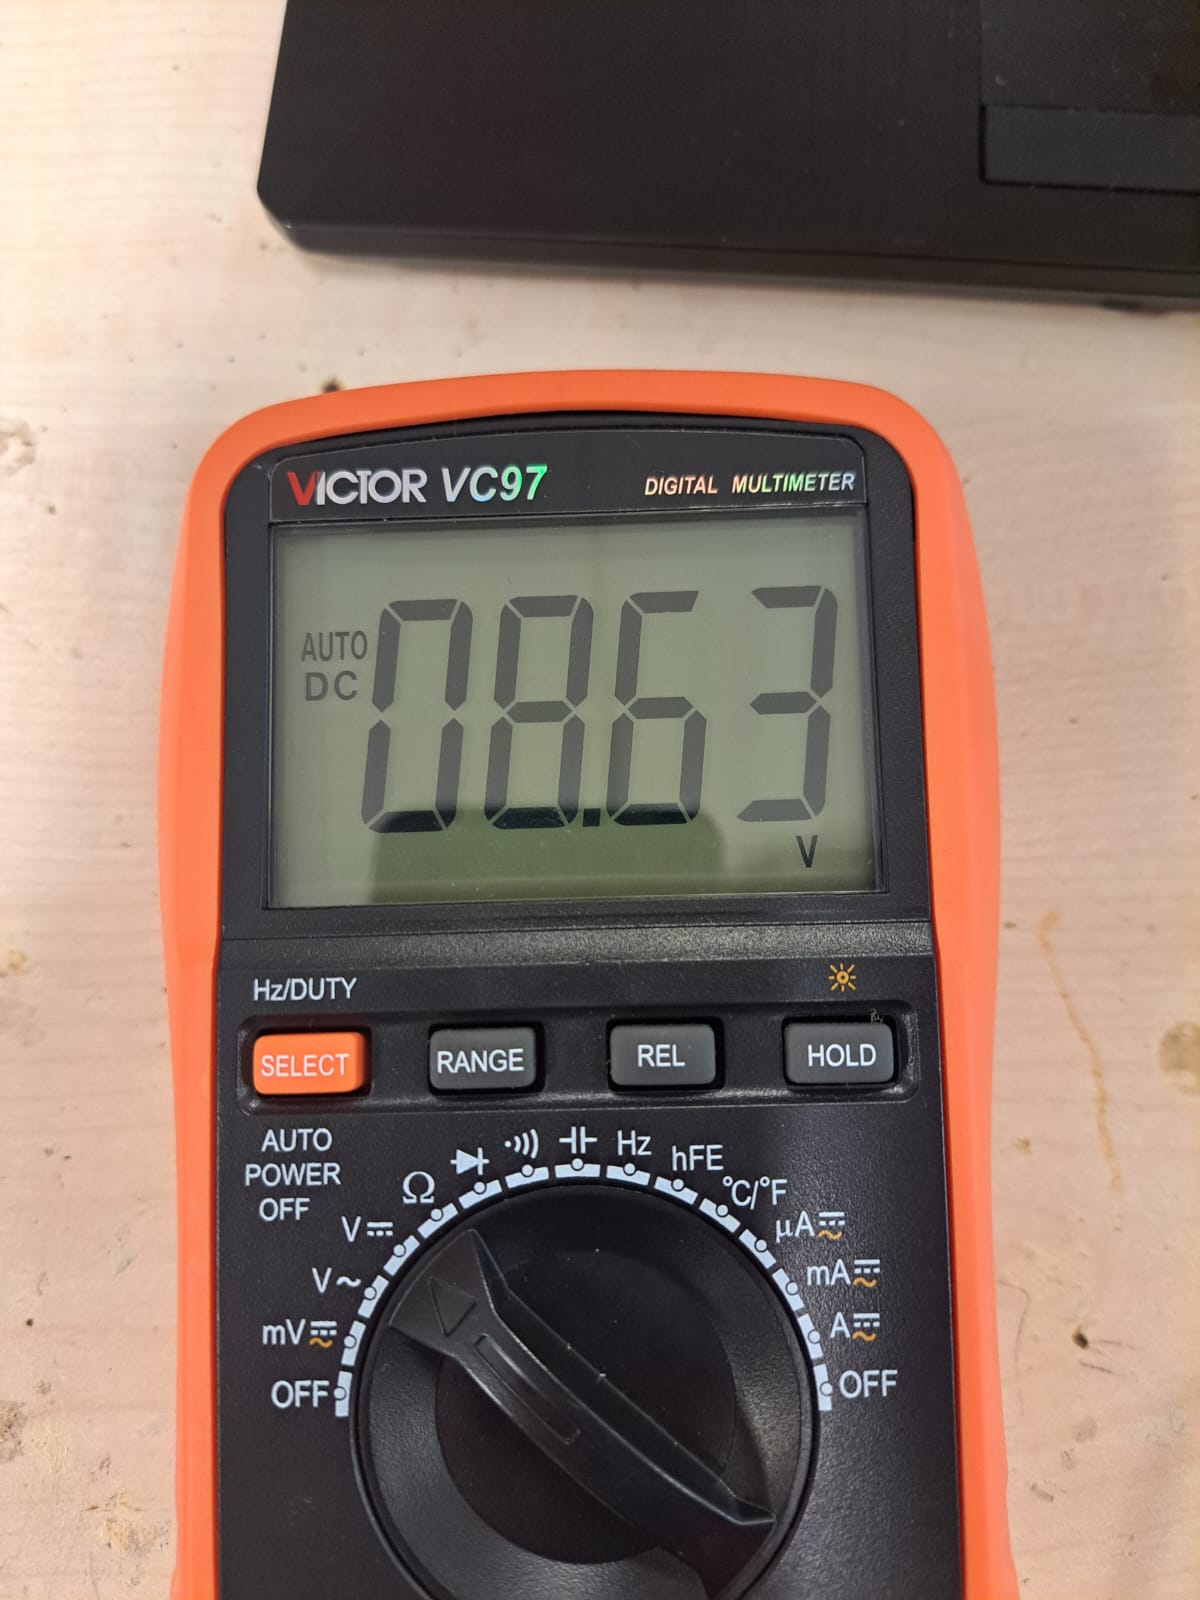 VICTOR VC97 DIGITAL MULTIMETER
AUTO
DC
08.63
V
Hz/DUTY
SELECT RANGE REL HOLD
AUTO
POWER
OFF
OFF
mV
V~
V
Ω
Hz
hFE
°C/°F
µA
mA
A
OFF